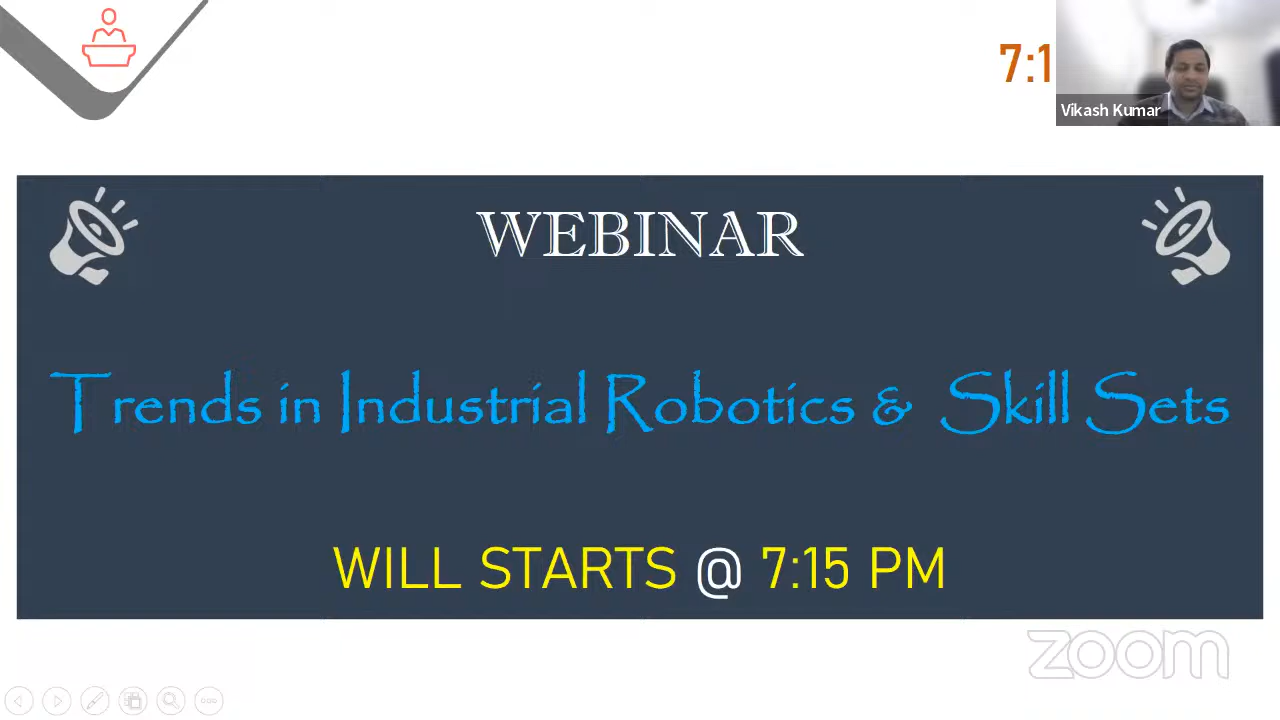 7:1
Vikash Kumar
WEBINAR
Trends in Industrial Robotics & Skill Sets
WILL STARTS @ 7:15 PM
zoom